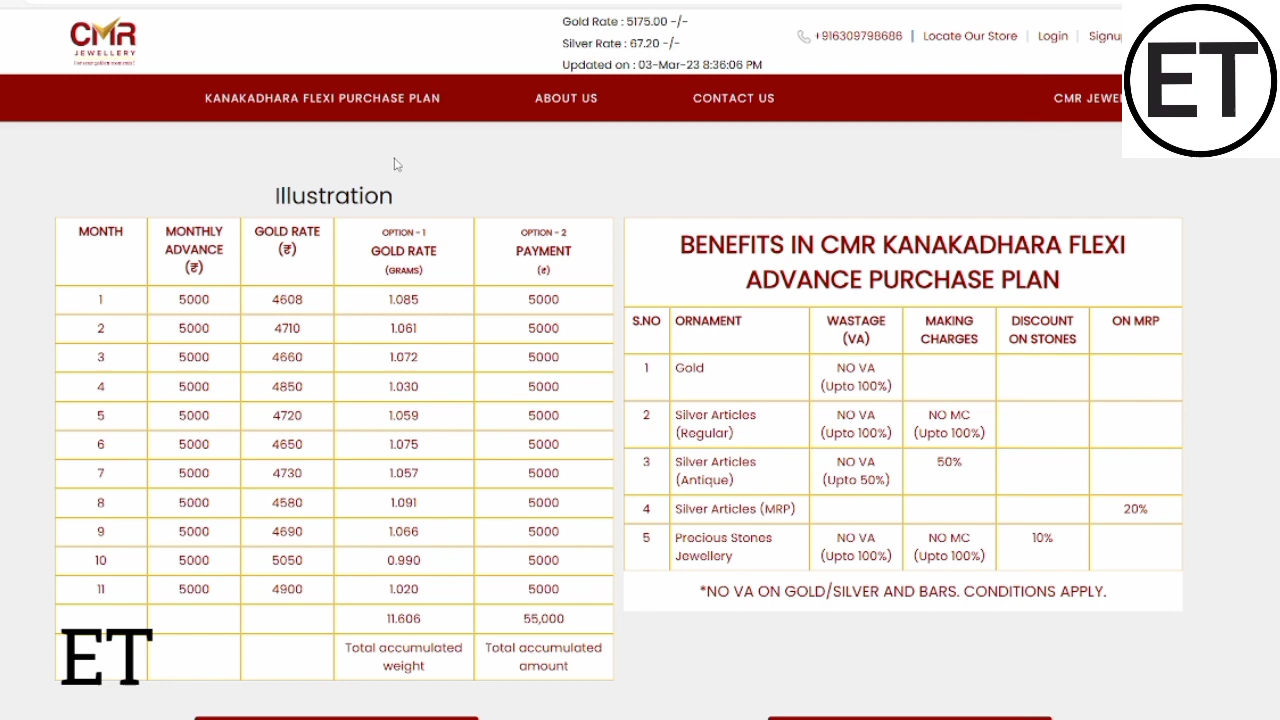 CMR
JEWELLERY
Gold Rate : 5175.00 -/-
Silver Rate : 67.20 -/-
Updated on : 03-Mar-23 8:36:06 PM
+916309798686 | Locate Our Store | Login | Signu
ET
KANAKADHARA FLEXI PURCHASE PLAN ABOUT US CONTACT US CMR JEWE
Illustration
MONTH MONTHLY ADVANCE (₹) GOLD RATE (₹) OPTION - 1 GOLD RATE (GRAMS) OPTION - 2 PAYMENT (₹)
1 5000 4608 1.085 5000
2 5000 4710 1.061 5000
3 5000 4660 1.072 5000
4 5000 4850 1.030 5000
5 5000 4720 1.059 5000
6 5000 4650 1.075 5000
7 5000 4730 1.057 5000
8 5000 4580 1.091 5000
9 5000 4690 1.066 5000
10 5000 5050 0.990 5000
11 5000 4900 1.020 5000
11.606 55,000
Total accumulated weight Total accumulated amount
ET
BENEFITS IN CMR KANAKADHARA FLEXI
ADVANCE PURCHASE PLAN
S.NO ORNAMENT WASTAGE (VA) MAKING CHARGES DISCOUNT ON STONES ON MRP
1 Gold NO VA (Upto 100%)
2 Silver Articles (Regular) NO VA (Upto 100%) NO MC (Upto 100%)
3 Silver Articles (Antique) NO VA (Upto 50%) 50%
4 Silver Articles (MRP) 20%
5 Precious Stones Jewellery NO VA (Upto 100%) NO MC (Upto 100%) 10%
*NO VA ON GOLD/SILVER AND BARS. CONDITIONS APPLY.